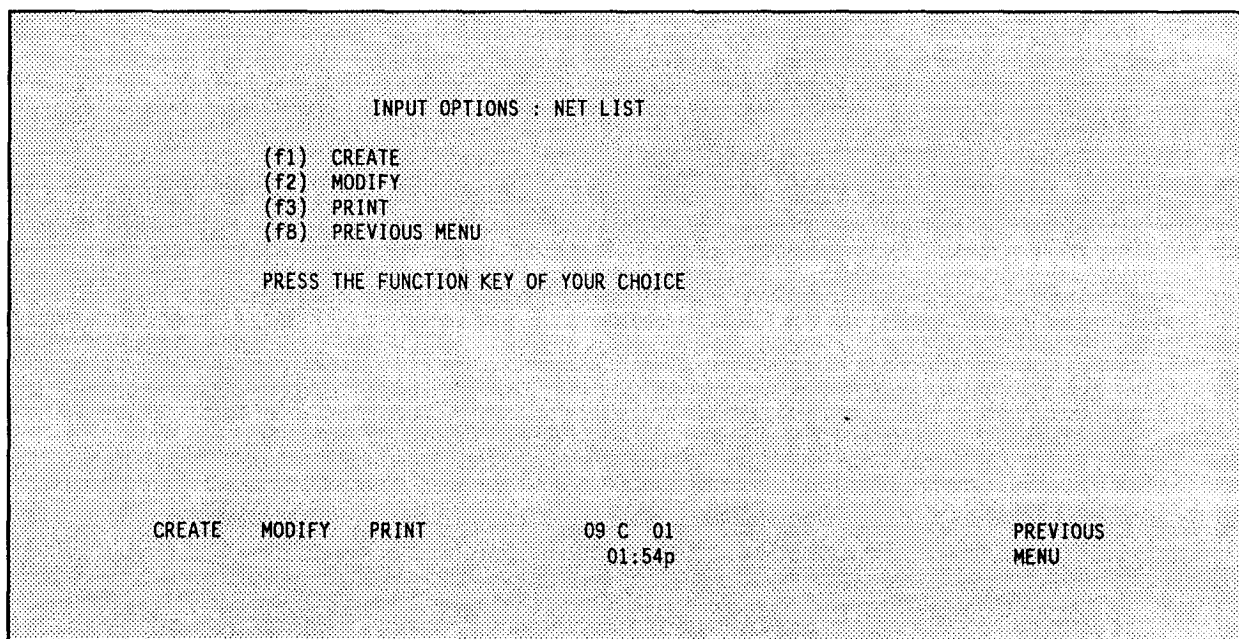 INPUT OPTIONS : NET LIST
(f1) CREATE
(f2) MODIFY
(f3) PRINT
(f8) PREVIOUS MENU
PRESS THE FUNCTION KEY OF YOUR CHOICE
CREATE MODIFY PRINT 09 C 01 PREVIOUS
01:54p MENU